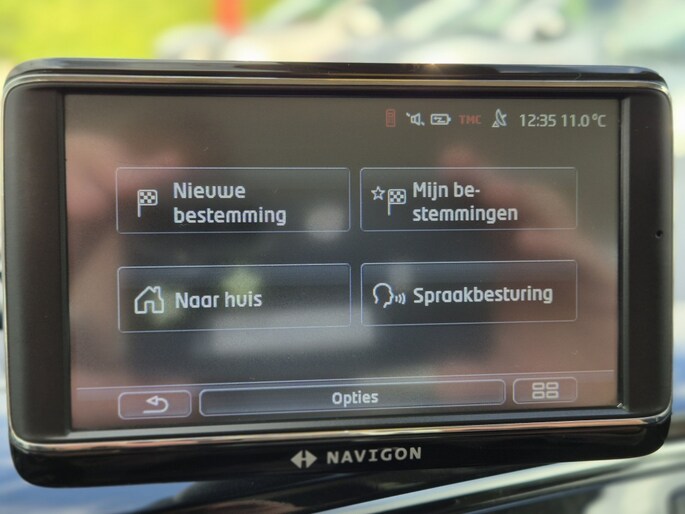 TMC 12:35 11.0°C
Nieuwe
bestemming
Mijn be-
stemmingen
Naar huis
Spraakbesturing
Opties
NAVIGON